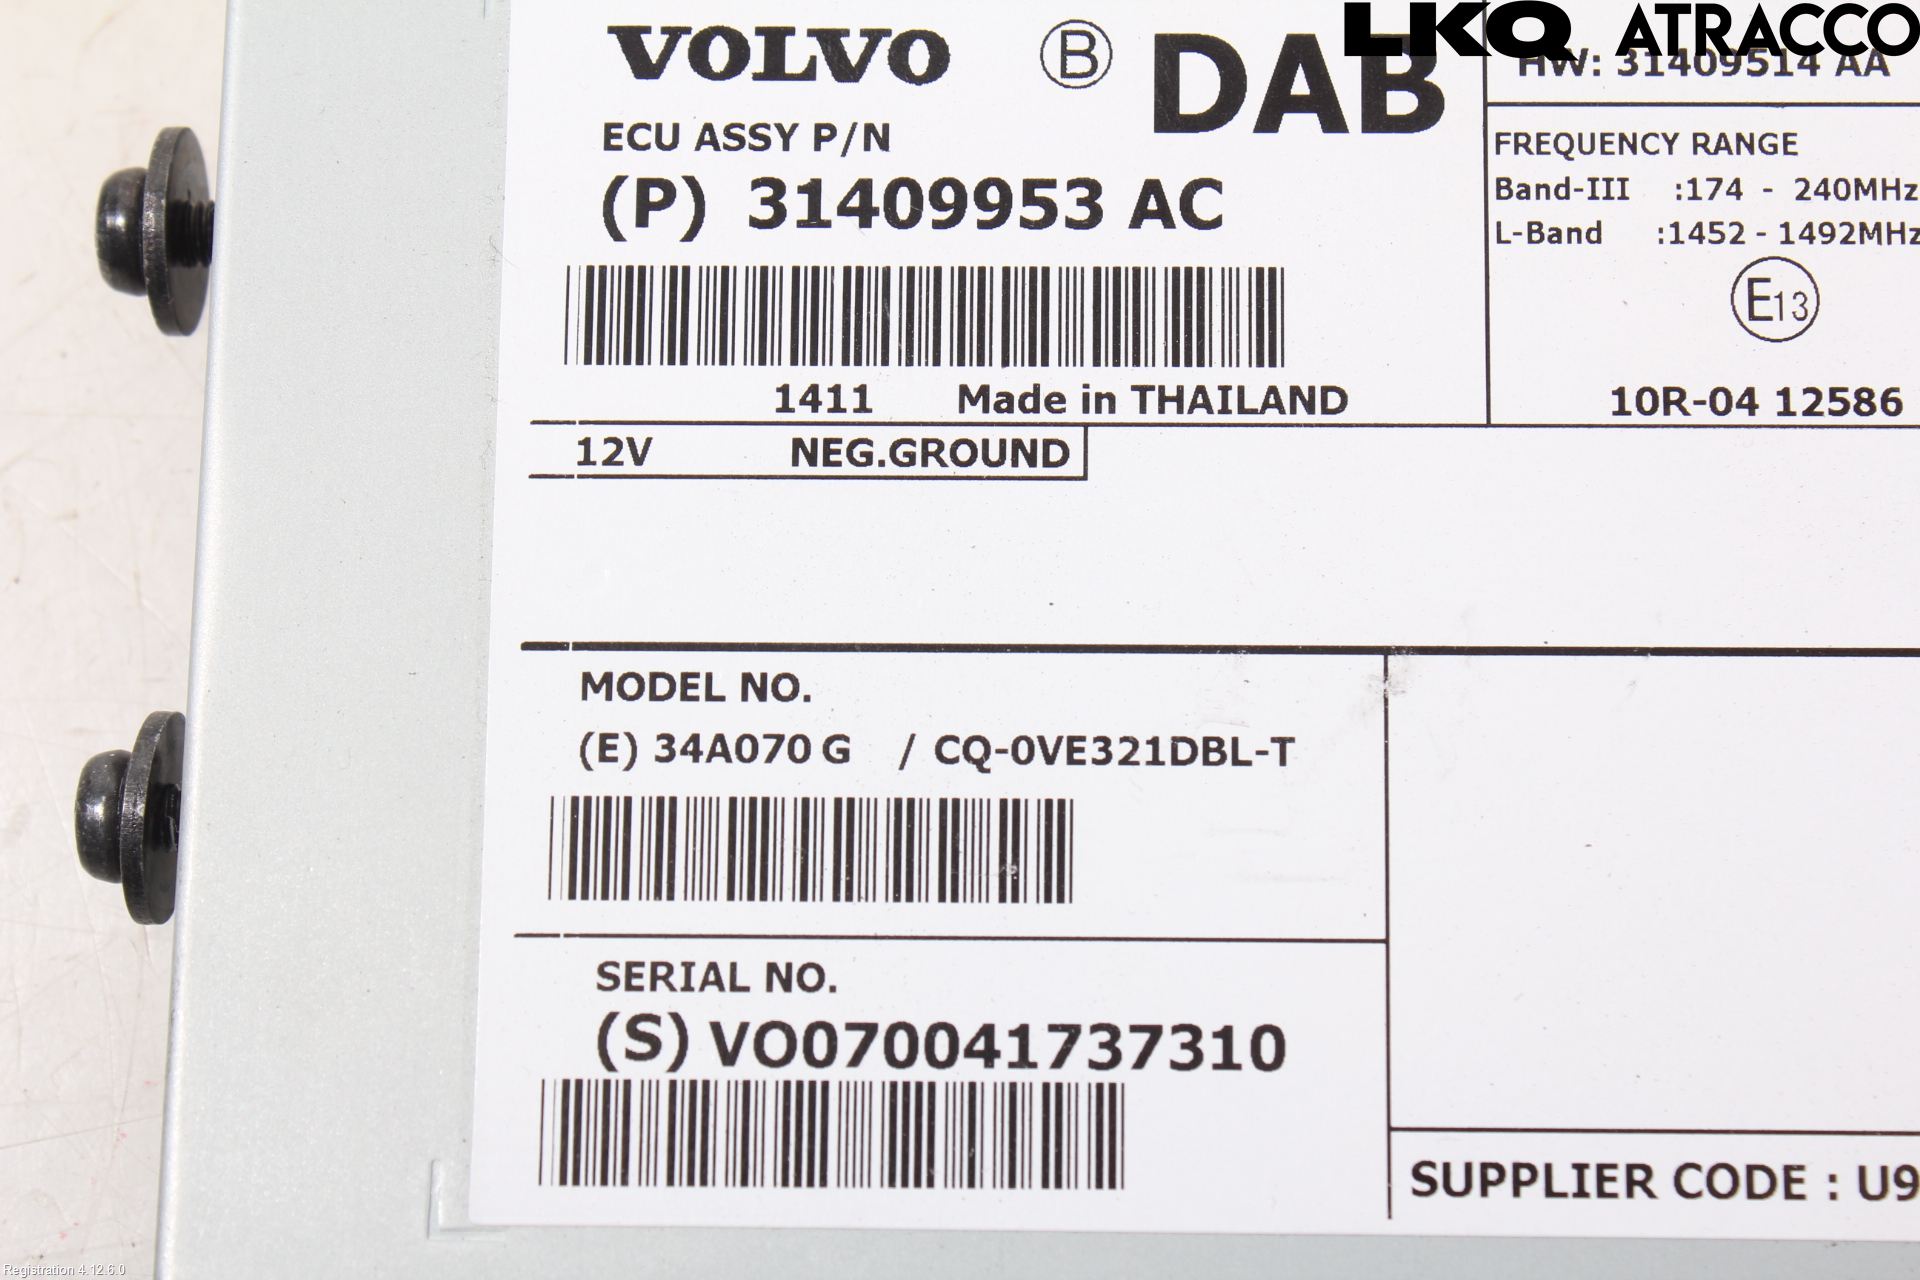 LKQ ATRACCO
VOLVO B DAB
HW: 31409514 AA
ECU ASSY P/N
(P) 31409953 AC
FREQUENCY RANGE
Band-III :174 - 240MHz
L-Band :1452 - 1492MHz
E13
1411 Made in THAILAND
10R-04 12586
12V NEG.GROUND
MODEL NO.
(E) 34A070 G / CQ-0VE321DBL-T
SERIAL NO.
(S) VO070041737310
SUPPLIER CODE : U9
Registration 4.12.6.0